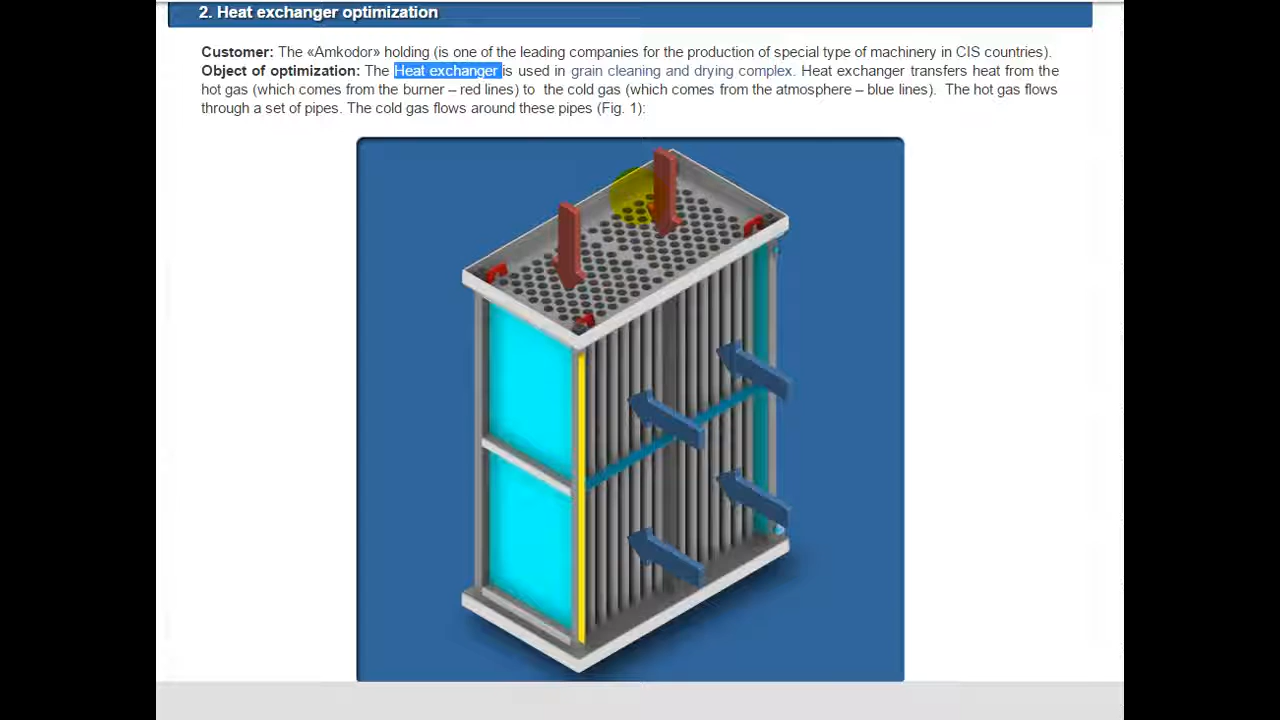 2. Heat exchanger optimization
Customer: The «Amkodor» holding (is one of the leading companies for the production of special type of machinery in CIS countries).
Object of optimization: The Heat exchanger is used in grain cleaning and drying complex. Heat exchanger transfers heat from the
hot gas (which comes from the burner – red lines) to the cold gas (which comes from the atmosphere – blue lines). The hot gas flows
through a set of pipes. The cold gas flows around these pipes (Fig. 1):